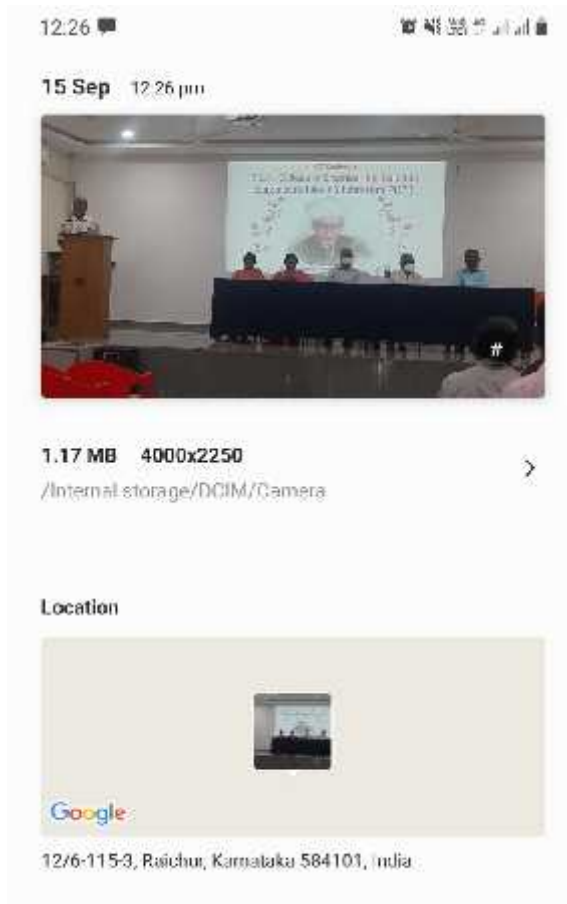 12:26
15 Sep 12:26 pm
#
1.17 MB 4000x2250
/Internal storage/DCIM/Camera
Location
Google
12/6-115-3, Raichur, Karnataka 584101, India